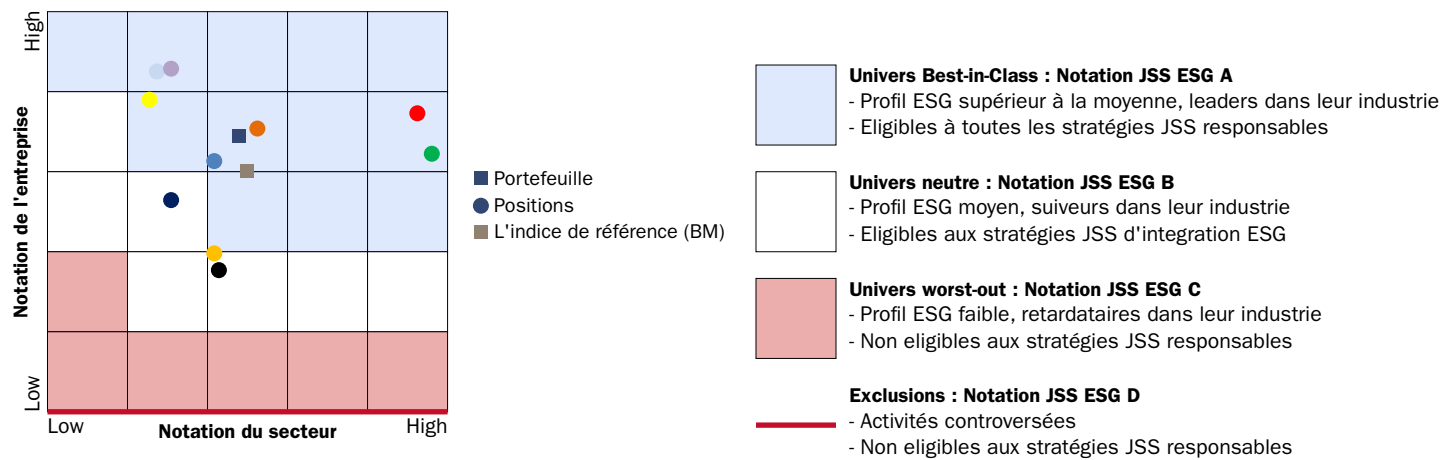 High
Notation de l'entreprise
Low
Low
Notation du secteur
High
Portefeuille
Positions
L'indice de référence (BM)
Univers Best-in-Class : Notation JSS ESG A
- Profil ESG supérieur à la moyenne, leaders dans leur industrie
- Eligibles à toutes les stratégies JSS responsables
Univers neutre : Notation JSS ESG B
- Profil ESG moyen, suiveurs dans leur industrie
- Eligibles aux stratégies JSS d'integration ESG
Univers worst-out : Notation JSS ESG C
- Profil ESG faible, retardataires dans leur industrie
- Non eligibles aux stratégies JSS responsables
Exclusions : Notation JSS ESG D
- Activités controversées
- Non eligibles aux stratégies JSS responsables